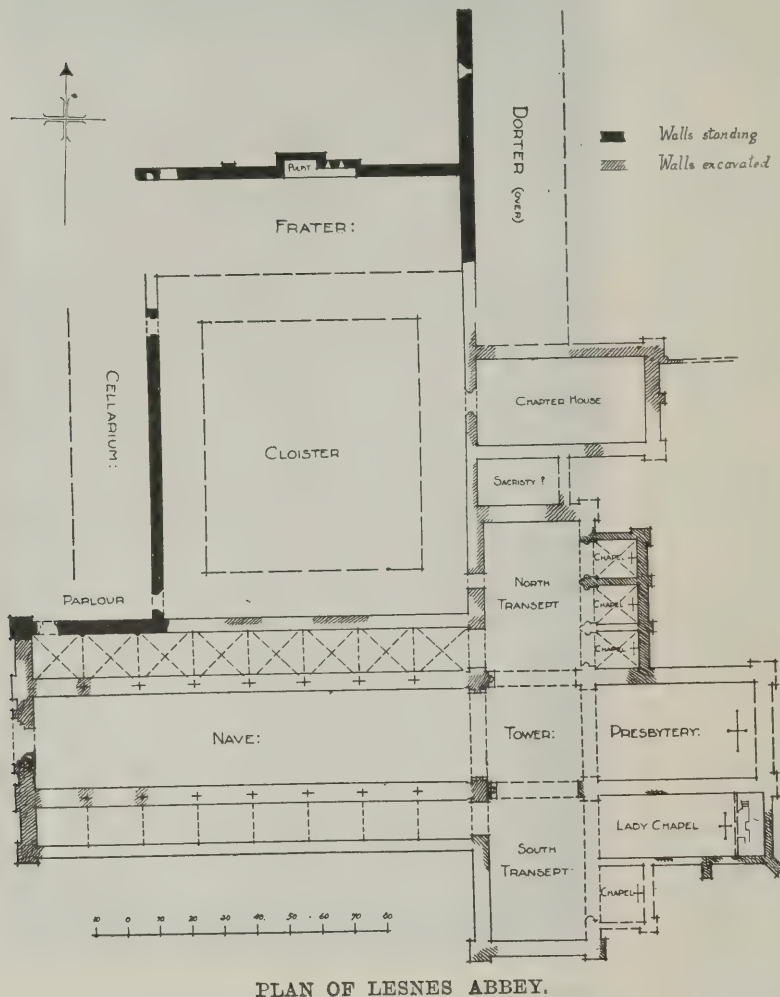 DORTER (OVER)
Walls standing
Walls excavated
PULPIT
FRATER:
CELLARIUM:
CHAPTER HOUSE
CLOISTER
SACRISTY ?
PARLOUR
NORTH
TRANSEPT
CHAPEL
CHAPEL
CHAPEL
NAVE:
TOWER:
PRESBYTERY:
LADY CHAPEL
SOUTH
TRANSEPT
CHAPEL
10 0 10 20 30 40 50 60 70 80
PLAN OF LESNES ABBEY.